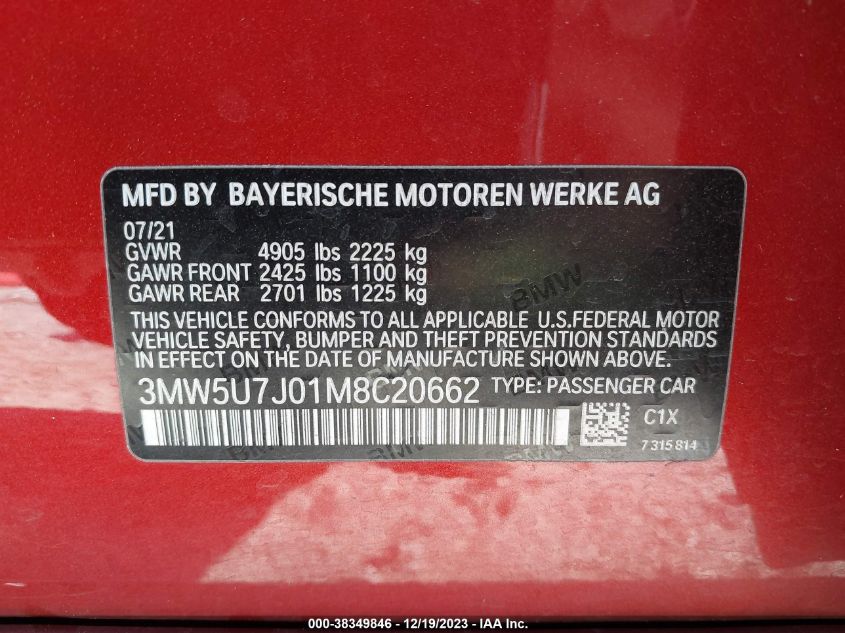 MFD BY BAYERISCHE MOTOREN WERKE AG
07/21
GVWR 4905 lbs 2225 kg
GAWR FRONT 2425 lbs 1100 kg
GAWR REAR 2701 lbs 1225 kg
THIS VEHICLE CONFORMS TO ALL APPLICABLE U.S.FEDERAL MOTOR
VEHICLE SAFETY, BUMPER AND THEFT PREVENTION STANDARDS
IN EFFECT ON THE DATE OF MANUFACTURE SHOWN ABOVE.
3MW5U7J01M8C20662 TYPE: PASSENGER CAR
C1X
7315814
000-38349846 - 12/19/2023 - IAA Inc.